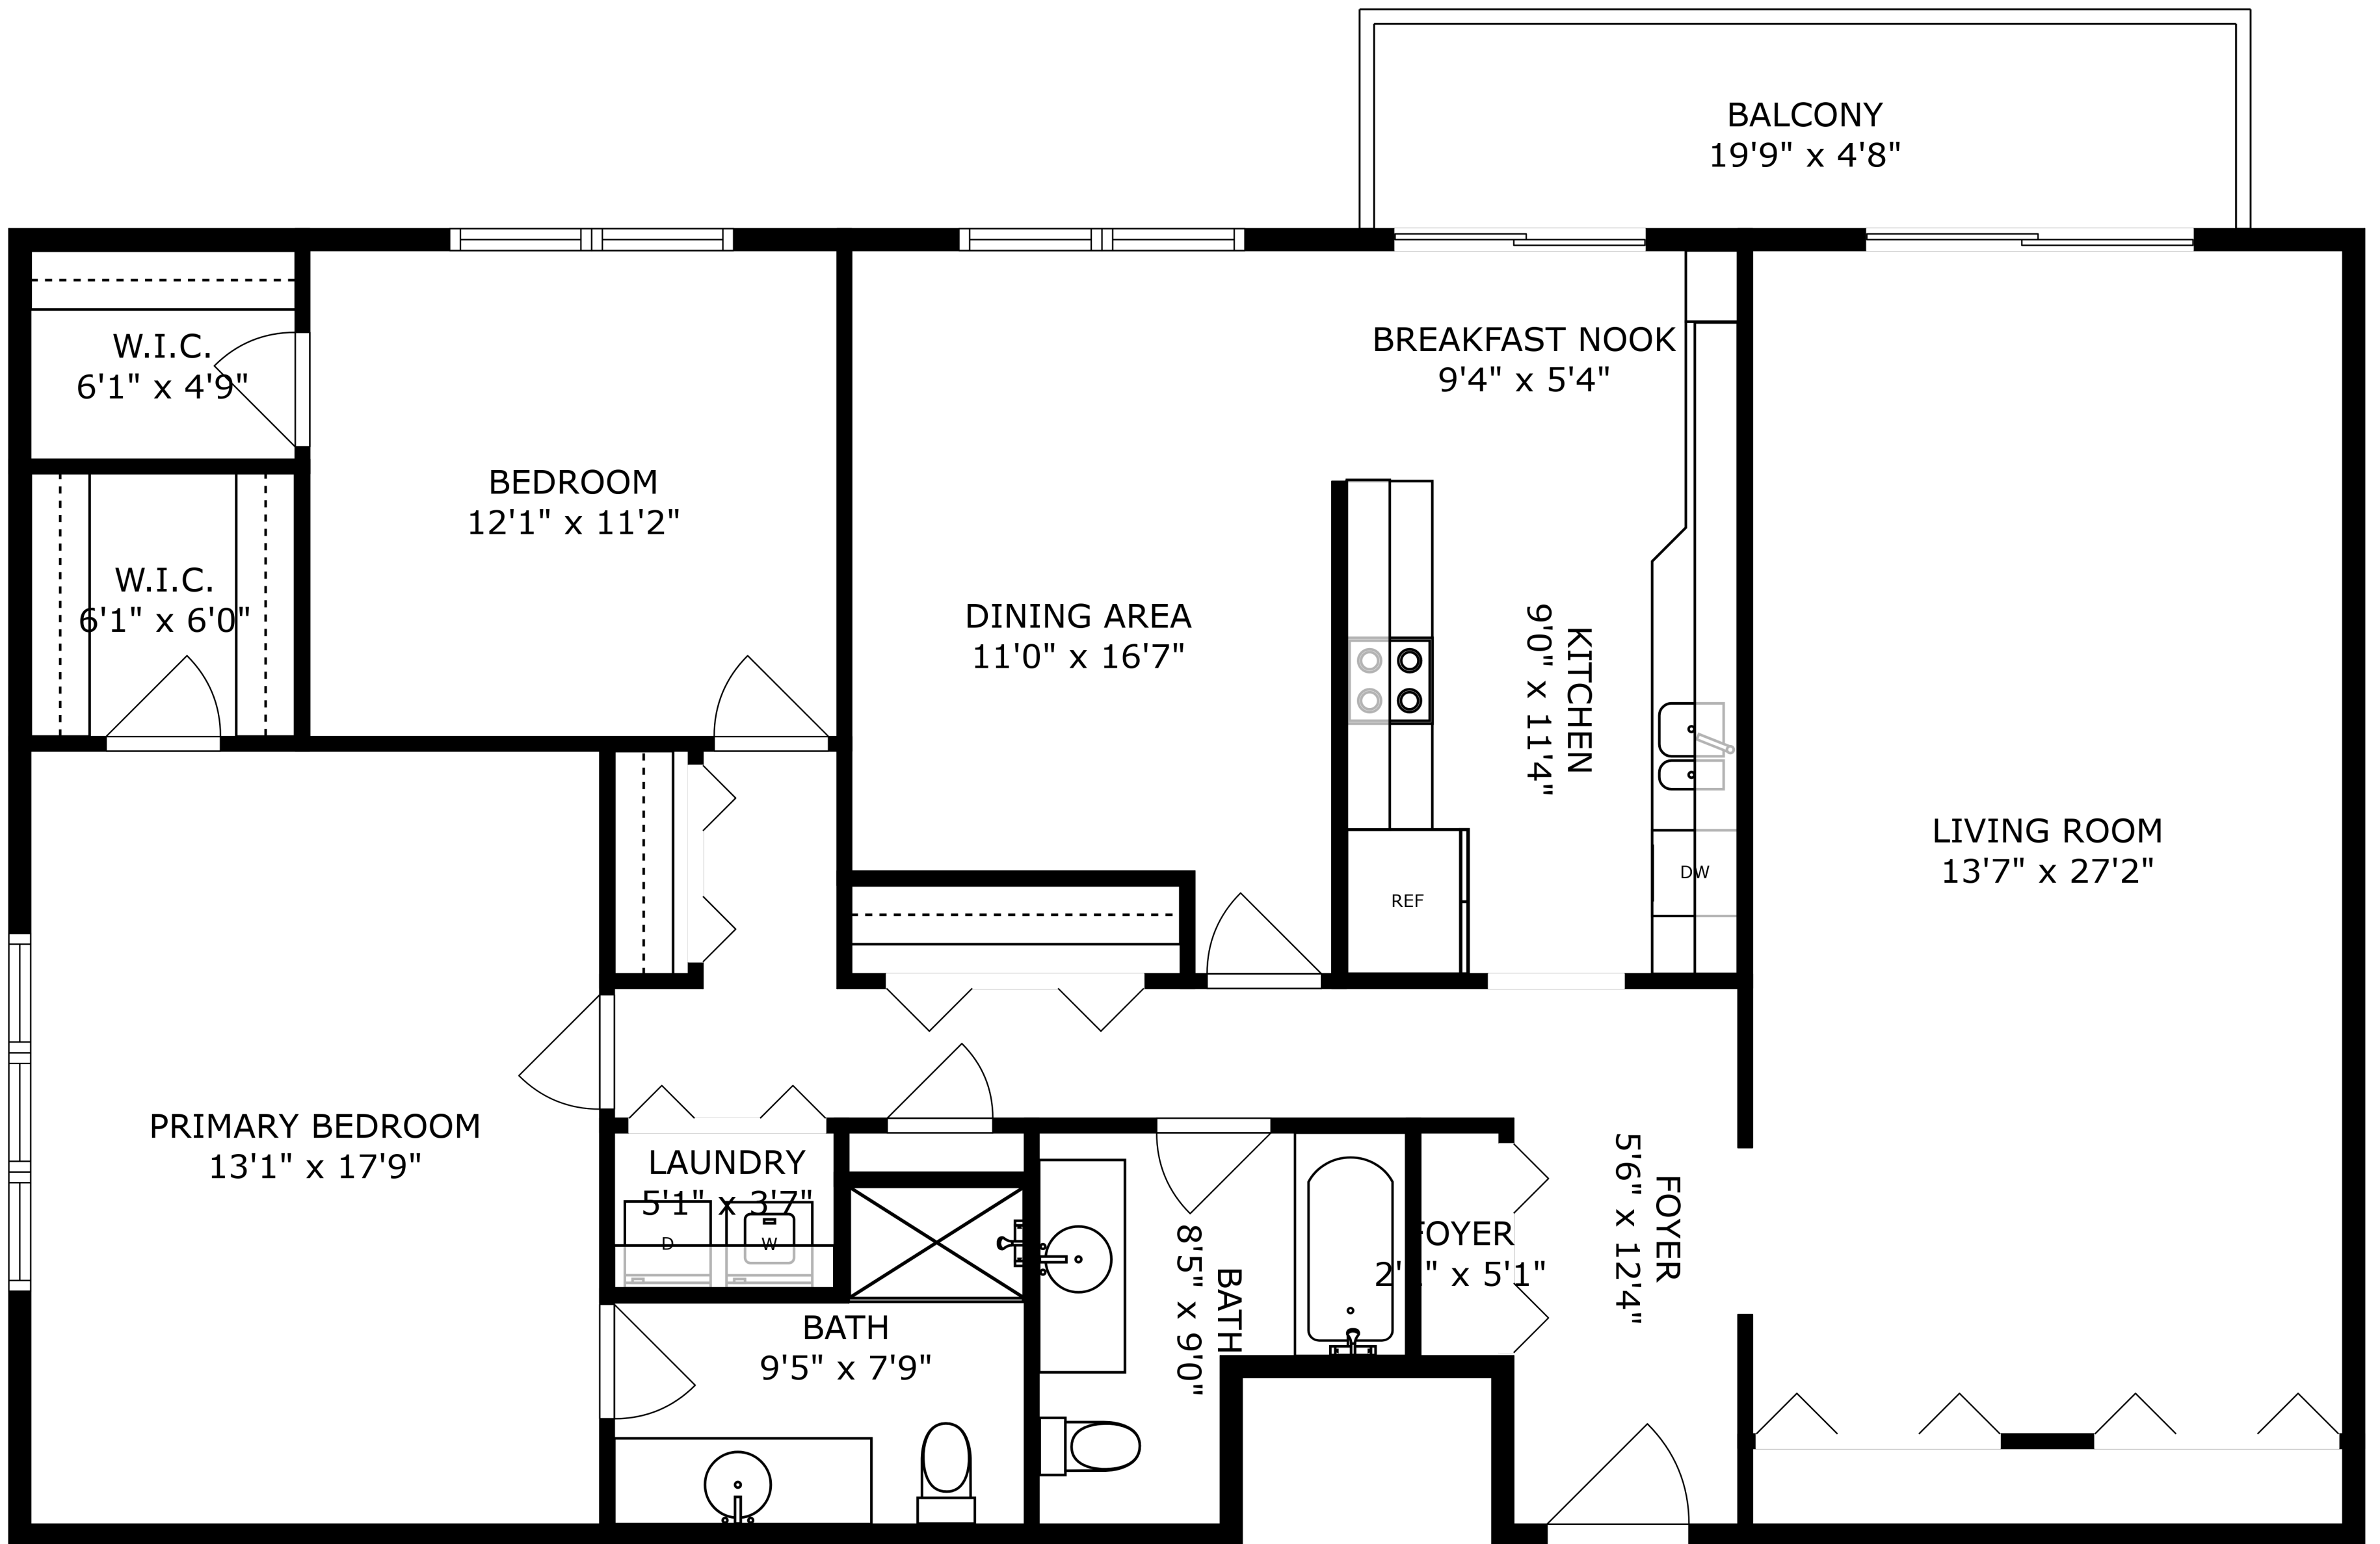 BALCONY
19'9" x 4'8"
W.I.C.
6'1" x 4'9"
BREAKFAST NOOK
9'4" x 5'4"
BEDROOM
12'1" x 11'2"
W.I.C.
6'1" x 6'0"
DINING AREA
11'0" x 16'7"
KITCHEN
9'0" x 11'4"
LIVING ROOM
13'7" x 27'2"
DW
REF
PRIMARY BEDROOM
13'1" x 17'9"
LAUNDRY
5'1" x 3'7"
D
W
FOYER
5'6" x 12'4"
FOYER
x 5'1"
BATH
8'5" x 9'0"
BATH
9'5" x 7'9"